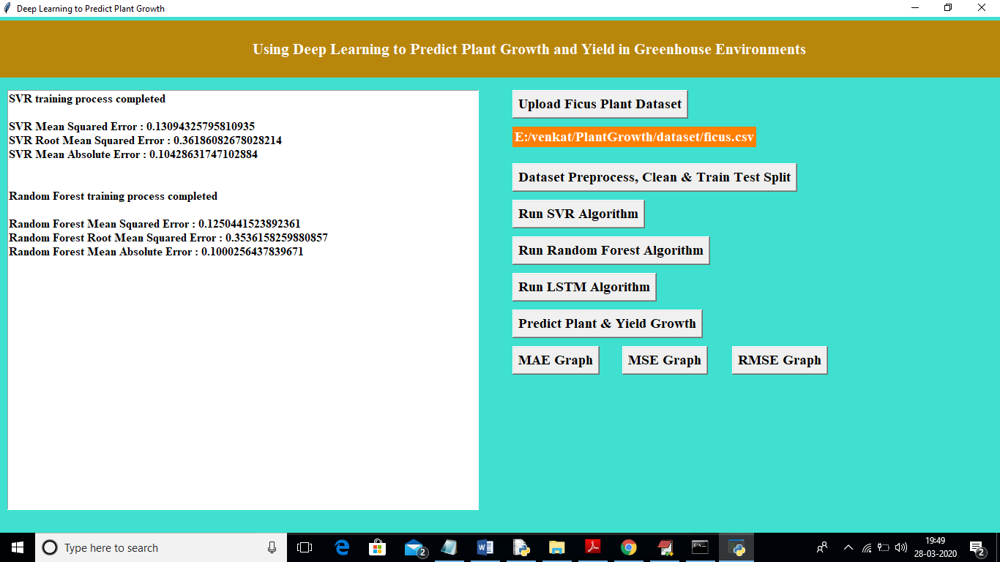 Deep Learning to Predict Plant Growth
Using Deep Learning to Predict Plant Growth and Yield in Greenhouse Environments
SVR training process completed
SVR Mean Squared Error : 0.13094325795810935
SVR Root Mean Squared Error : 0.36186082678028214
SVR Mean Absolute Error : 0.10428631747102884
Random Forest training process completed
Random Forest Mean Squared Error : 0.1250441523892361
Random Forest Root Mean Squared Error : 0.3536158259880857
Random Forest Mean Absolute Error : 0.1000256437839671
Upload Ficus Plant Dataset
E:/venkat/PlantGrowth/dataset/ficus.csv
Dataset Preprocess, Clean & Train Test Split
Run SVR Algorithm
Run Random Forest Algorithm
Run LSTM Algorithm
Predict Plant & Yield Growth
MAE Graph MSE Graph RMSE Graph
Type here to search
2
19:49
28-03-2020
2